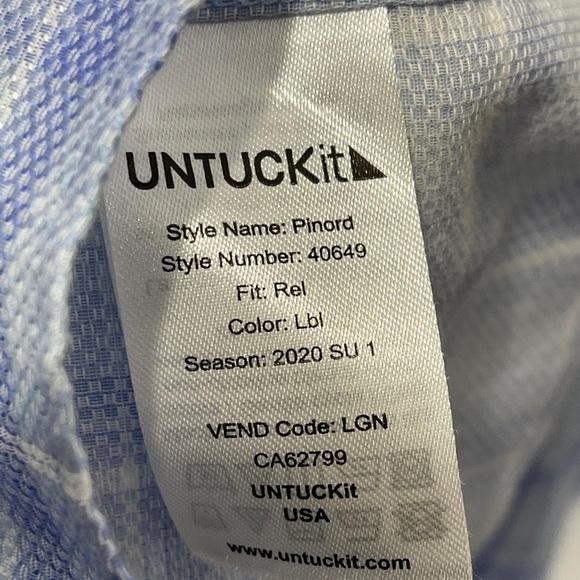 UNTUCKit
Style Name: Pinord
Style Number: 40649
Fit: Rel
Color: Lbl
Season: 2020 SU 1
VEND Code: LGN
CA62799
UNTUCKit
USA
www.untuckit.com